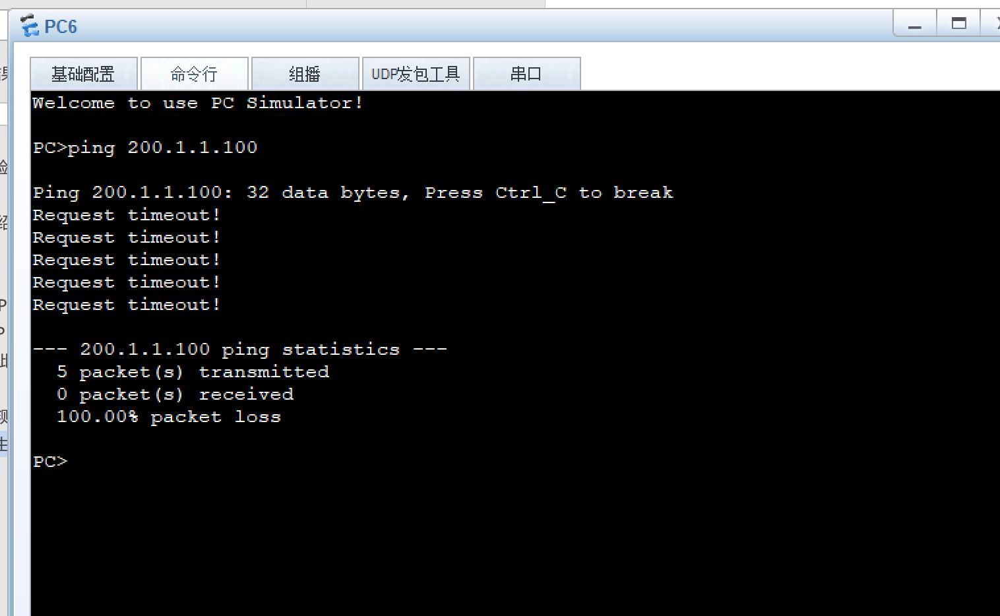 PC6
基础配置 命令行 组播 UDP发包工具 串口
Welcome to use PC Simulator!
PC>ping 200.1.1.100
Ping 200.1.1.100: 32 data bytes, Press Ctrl_C to break
Request timeout!
Request timeout!
Request timeout!
Request timeout!
Request timeout!
--- 200.1.1.100 ping statistics ---
5 packet(s) transmitted
0 packet(s) received
100.00% packet loss
PC>